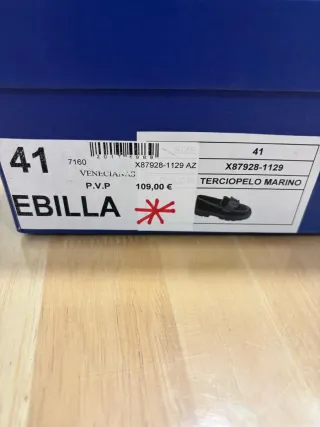 41
7160
X87928-1129 AZ
VENECIANAS
P.V.P
109,00 €
EBILLA
41
X87928-1129
TERCIOPELO MARINO